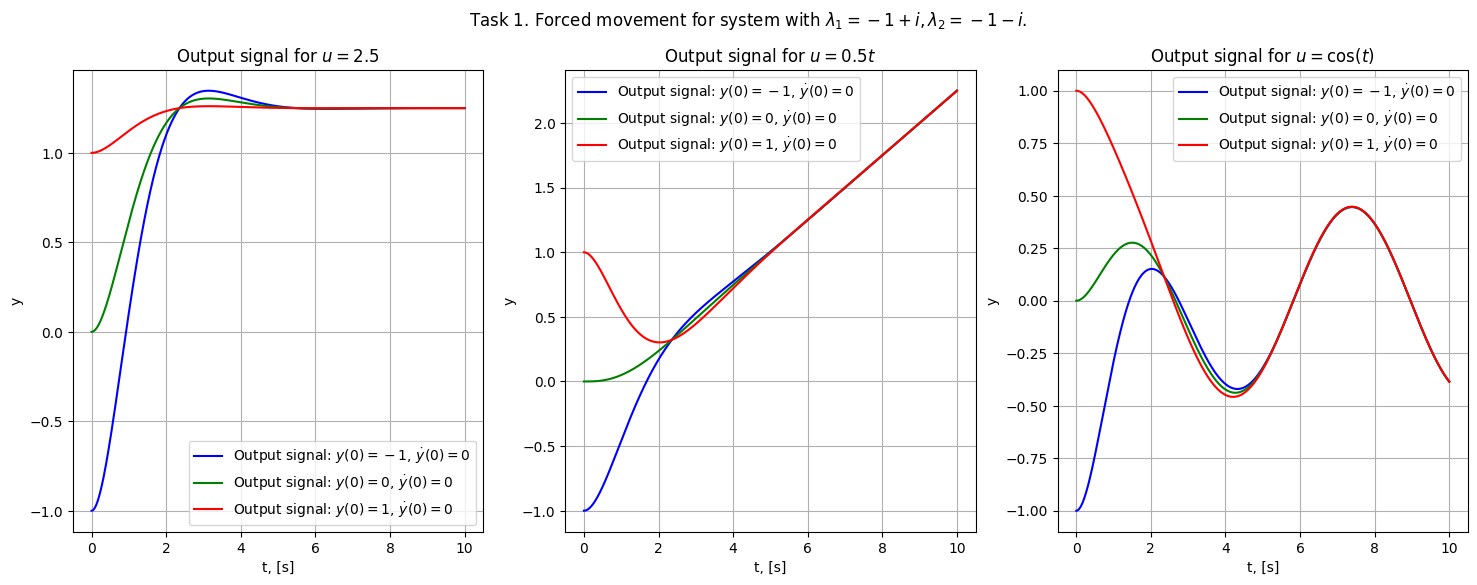 Task 1. Forced movement for system with λ₁ = −1 + i, λ₂ = −1 − i.
Output signal for u = 2.5
1.0
0.5
0.0
−0.5
−1.0
y
0 2 4 6 8 10
t, [s]
Output signal: y(0) = −1, ẏ(0) = 0
Output signal: y(0) = 0, ẏ(0) = 0
Output signal: y(0) = 1, ẏ(0) = 0
Output signal for u = 0.5t
Output signal: y(0) = −1, ẏ(0) = 0
Output signal: y(0) = 0, ẏ(0) = 0
Output signal: y(0) = 1, ẏ(0) = 0
2.0
1.5
1.0
0.5
0.0
−0.5
−1.0
y
0 2 4 6 8 10
t, [s]
Output signal for u = cos(t)
Output signal: y(0) = −1, ẏ(0) = 0
Output signal: y(0) = 0, ẏ(0) = 0
Output signal: y(0) = 1, ẏ(0) = 0
1.00
0.75
0.50
0.25
0.00
−0.25
−0.50
−0.75
−1.00
y
0 2 4 6 8 10
t, [s]